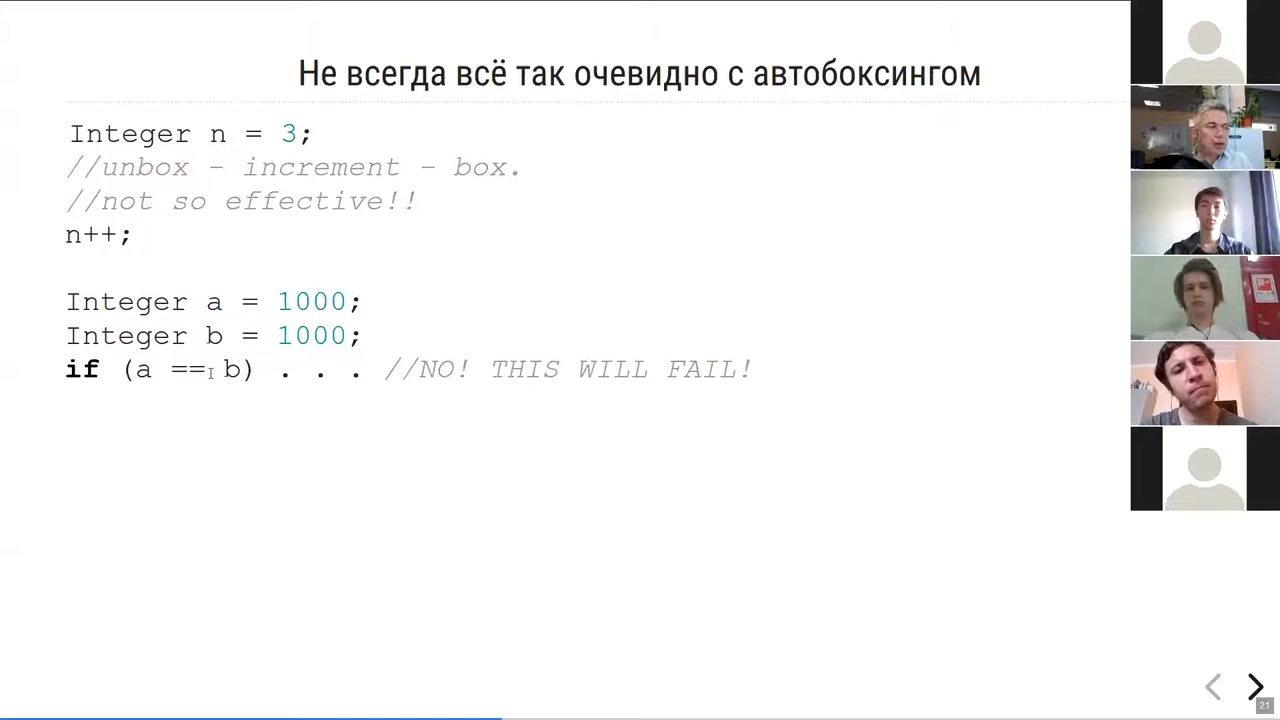 Не всегда всё так очевидно с автобоксингом
Integer n = 3;
//unbox - increment - box.
//not so effective!!
n++;
Integer a = 1000;
Integer b = 1000;
if (a == b) . . . //NO! THIS WILL FAIL!
21